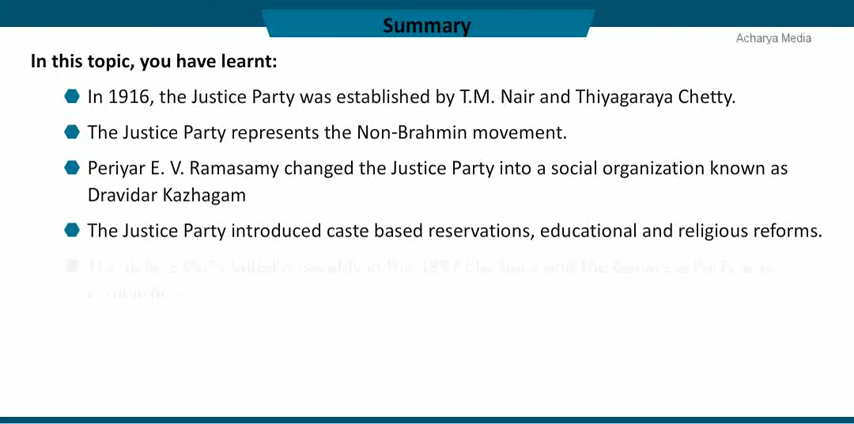 Summary
Acharya Media
In this topic, you have learnt:
In 1916, the Justice Party was established by T.M. Nair and Thiyagaraya Chetty.
The Justice Party represents the Non-Brahmin movement.
Periyar E. V. Ramasamy changed the Justice Party into a social organization known as
Dravidar Kazhagam
The Justice Party introduced caste based reservations, educational and religious reforms.